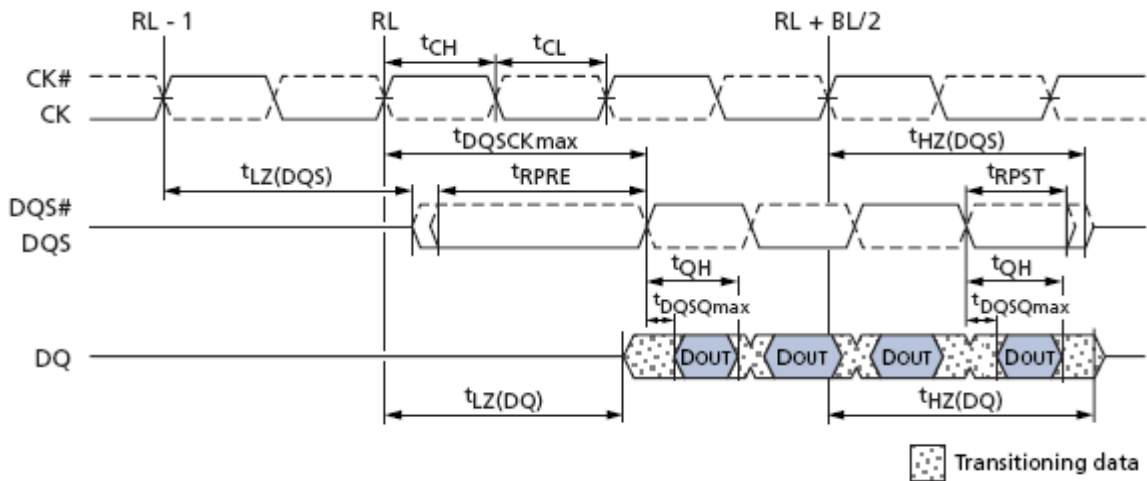 RL - 1 RL RL + BL/2
tCH tCL
CK#
CK
tDQSCKmax tHZ(DQS)
tLZ(DQS) tRPRE tRPST
DQS#
DQS
tQH tQH
tDQSQmax tDQSQmax
DQ DOUT DOUT DOUT DOUT
tLZ(DQ) tHZ(DQ)
Transitioning data